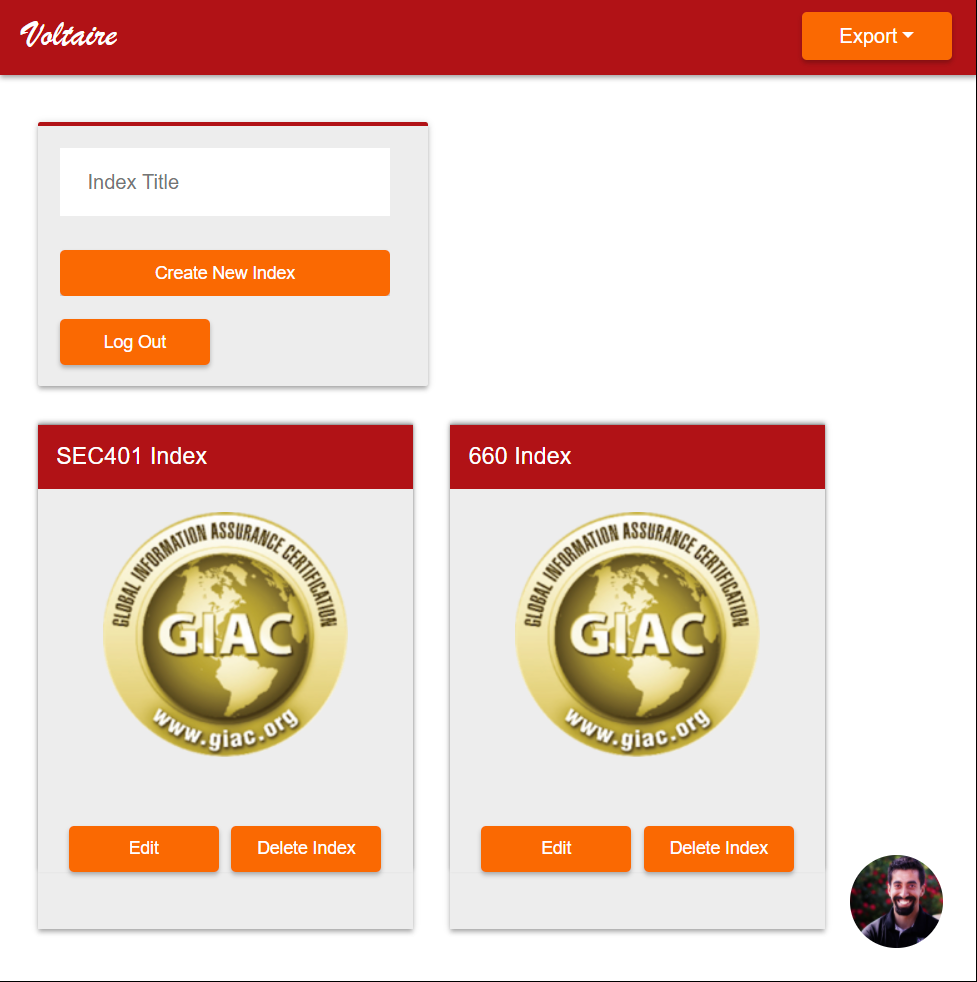 Voltaire
Export
Index Title
Create New Index
Log Out
SEC401 Index
660 Index
GLOBAL INFORMATION ASSURANCE CERTIFICATION
GIAC
www.giac.org
GLOBAL INFORMATION ASSURANCE CERTIFICATION
GIAC
www.giac.org
Edit
Delete Index
Edit
Delete Index